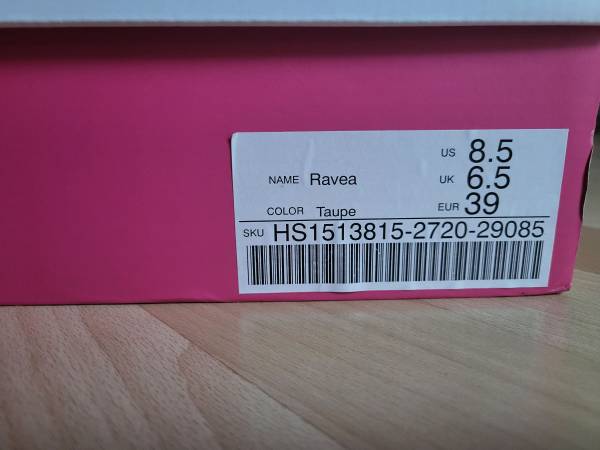 US 8.5
NAME Ravea UK 6.5
COLOR Taupe EUR 39
SKU HS1513815-2720-29085